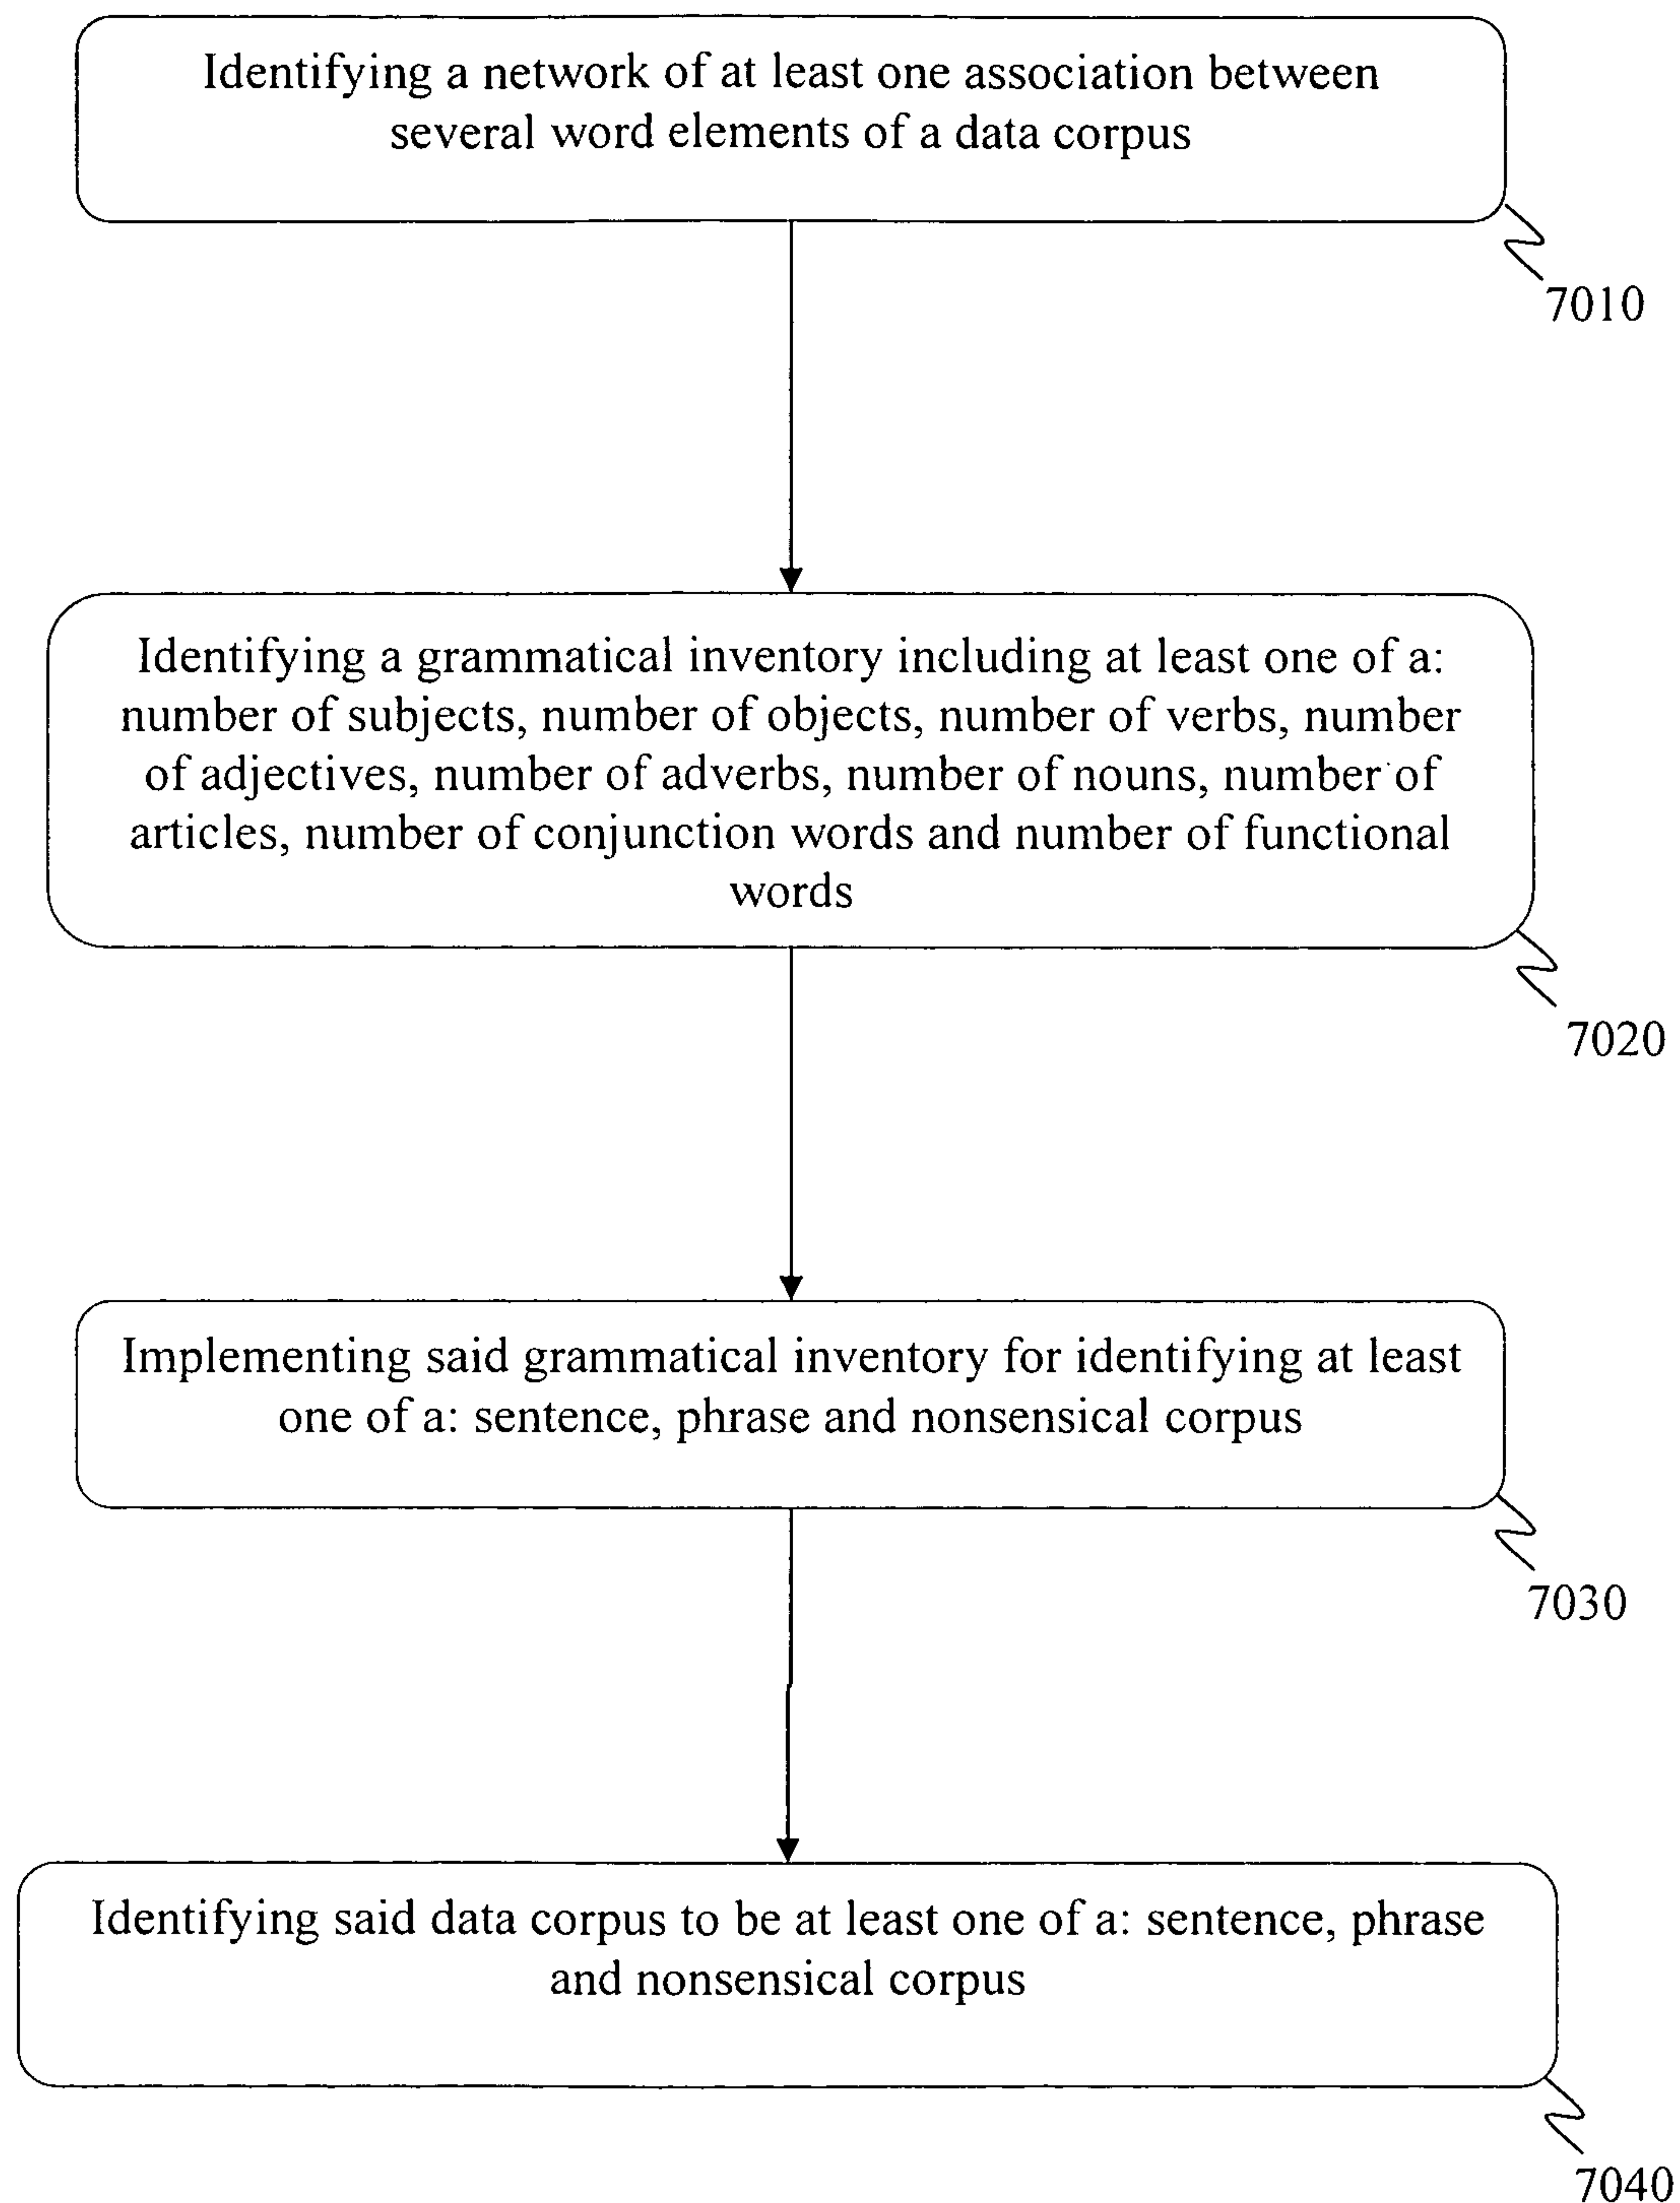 Identifying a network of at least one association between
several word elements of a data corpus
7010
Identifying a grammatical inventory including at least one of a:
number of subjects, number of objects, number of verbs, number
of adjectives, number of adverbs, number of nouns, number of
articles, number of conjunction words and number of functional
words
7020
Implementing said grammatical inventory for identifying at least
one of a: sentence, phrase and nonsensical corpus
7030
Identifying said data corpus to be at least one of a: sentence, phrase
and nonsensical corpus
7040